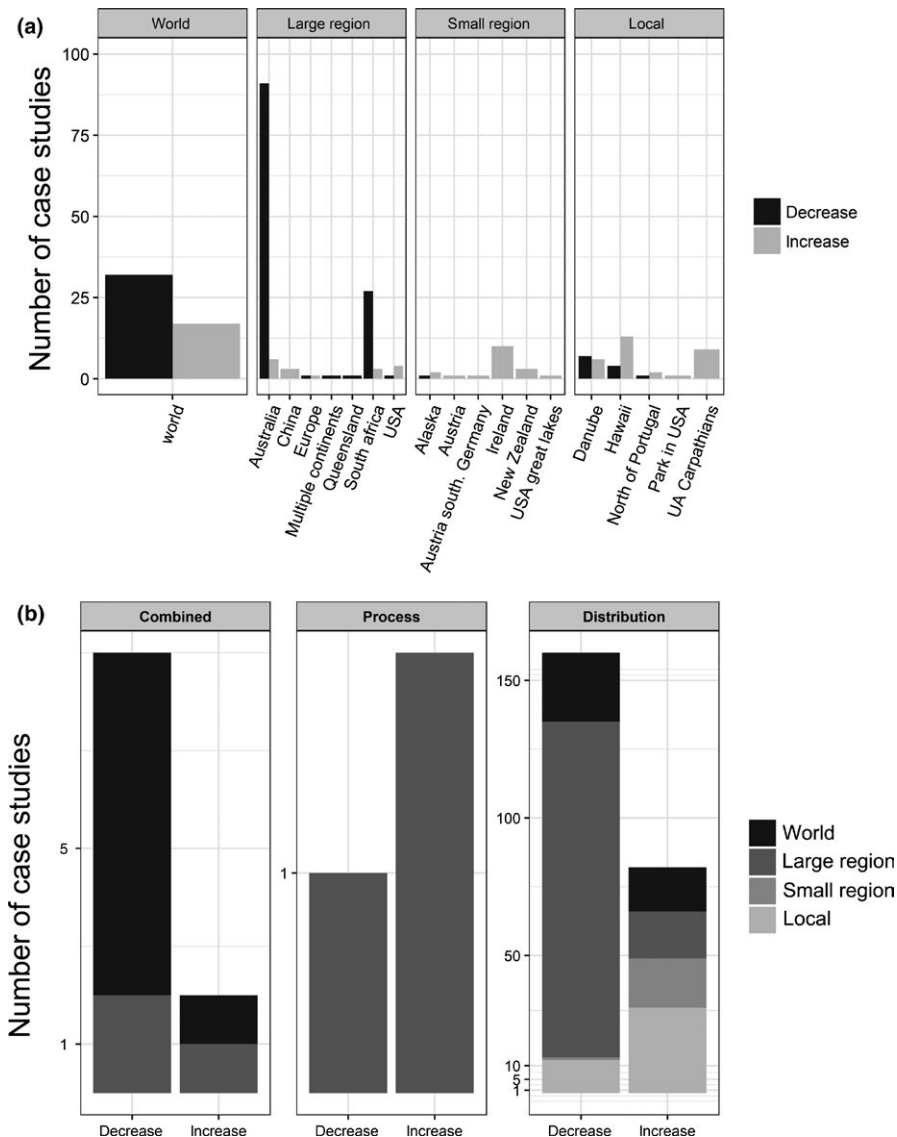 (a)
World
Large region
Small region
Local
Number of case studies
100
75
50
25
0
world
Australia
China
Europe
Multiple continents
Queensland
South africa
USA
Alaska
Austria
Austria south. Germany
Ireland
New Zealand
USA great lakes
Danube
Hawaii
North of Portugal
Park in USA
UA Carpathians
Decrease
Increase
(b)
Combined
Process
Distribution
Number of case studies
5
1
1
150
100
50
10
5
1
Decrease
Increase
Decrease
Increase
Decrease
Increase
World
Large region
Small region
Local